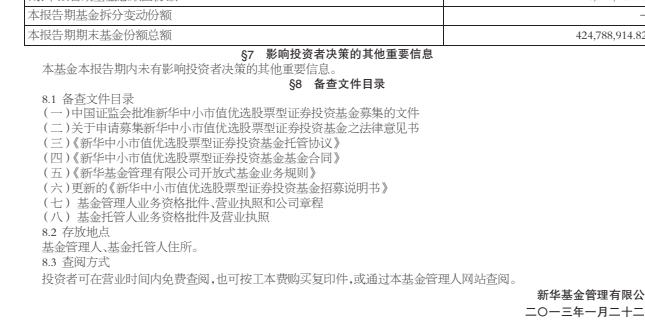 本报告期基金拆分变动份额 –
本报告期期末基金份额总额 424,788,914.82
§7 影响投资者决策的其他重要信息
本基金本报告期内未有影响投资者决策的其他重要信息。
§8 备查文件目录
8.1 备查文件目录
(一)中国证监会批准新华中小市值优选股票型证券投资基金募集的文件
(二)关于申请募集新华中小市值优选股票型证券投资基金之法律意见书
(三)《新华中小市值优选股票型证券投资基金托管协议》
(四)《新华中小市值优选股票型证券投资基金基金合同》
(五)《新华基金管理有限公司开放式基金业务规则》
(六)更新的《新华中小市值优选股票型证券投资基金招募说明书》
(七) 基金管理人业务资格批件、营业执照和公司章程
(八) 基金托管人业务资格批件及营业执照
8.2 存放地点
基金管理人、基金托管人住所。
8.3 查阅方式
投资者可在营业时间内免费查阅,也可按工本费购买复印件,或通过本基金管理人网站查阅。
新华基金管理有限公
二〇一三年一月二十二